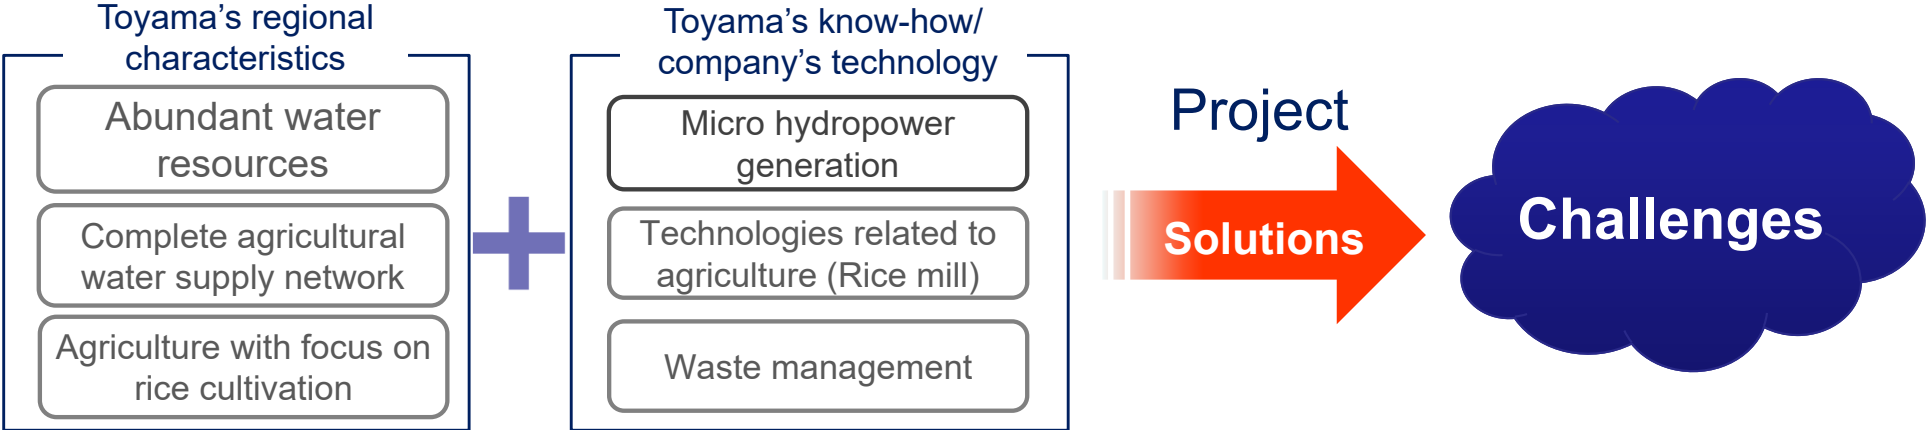 Toyama’s regional
characteristics
Abundant water
resources
Complete agricultural
water supply network
Agriculture with focus on
rice cultivation
Toyama’s know-how/
company’s technology
Micro hydropower
generation
Technologies related to
agriculture (Rice mill)
Waste management
Project
Solutions
Challenges